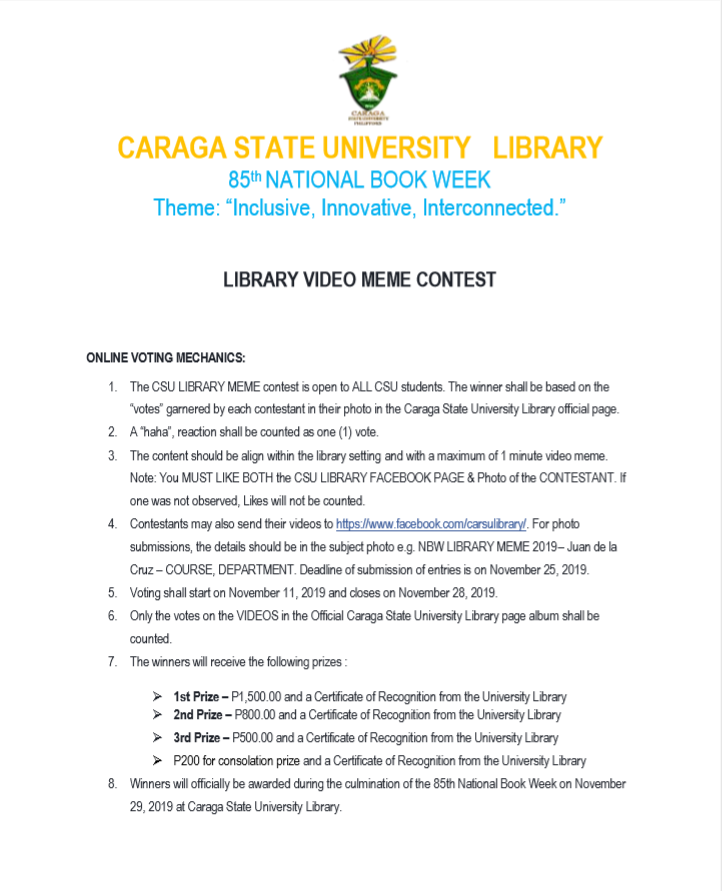 CARAGA
STATE UNIVERSITY
PHILIPPINES
CARAGA STATE UNIVERSITY LIBRARY
85th NATIONAL BOOK WEEK
Theme: “Inclusive, Innovative, Interconnected.”
LIBRARY VIDEO MEME CONTEST
ONLINE VOTING MECHANICS:
1. The CSU LIBRARY MEME contest is open to ALL CSU students. The winner shall be based on the
“votes” garnered by each contestant in their photo in the Caraga State University Library official page.
2. A “haha”, reaction shall be counted as one (1) vote.
3. The content should be align within the library setting and with a maximum of 1 minute video meme.
Note: You MUST LIKE BOTH the CSU LIBRARY FACEBOOK PAGE & Photo of the CONTESTANT. If
one was not observed, Likes will not be counted.
4. Contestants may also send their videos to https://www.facebook.com/carsulibrary/. For photo
submissions, the details should be in the subject photo e.g. NBW LIBRARY MEME 2019– Juan de la
Cruz – COURSE, DEPARTMENT. Deadline of submission of entries is on November 25, 2019.
5. Voting shall start on November 11, 2019 and closes on November 28, 2019.
6. Only the votes on the VIDEOS in the Official Caraga State University Library page album shall be
counted.
7. The winners will receive the following prizes :
➢ 1st Prize – P1,500.00 and a Certificate of Recognition from the University Library
➢ 2nd Prize – P800.00 and a Certificate of Recognition from the University Library
➢ 3rd Prize – P500.00 and a Certificate of Recognition from the University Library
➢ P200 for consolation prize and a Certificate of Recognition from the University Library
8. Winners will officially be awarded during the culmination of the 85th National Book Week on November
29, 2019 at Caraga State University Library.